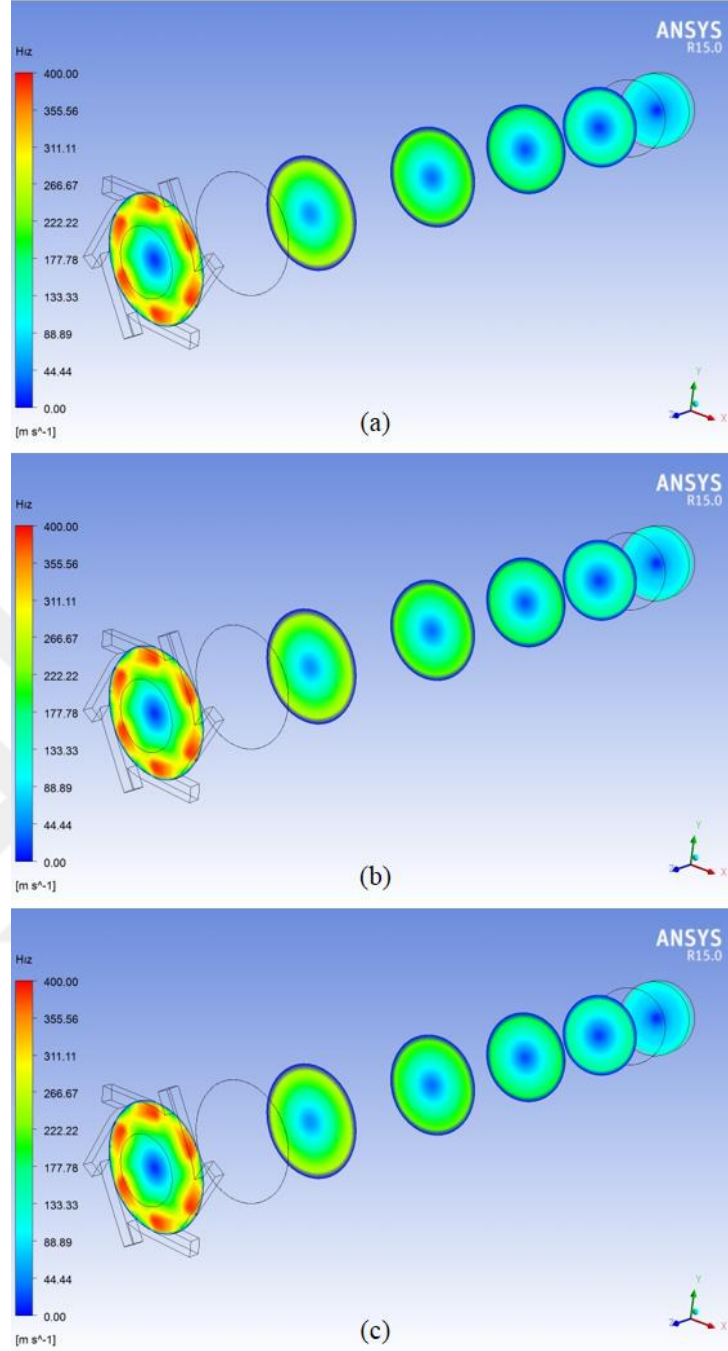 ANSYS
R15.0
Hız
400.00
355.56
311.11
266.67
222.22
177.78
133.33
88.89
44.44
0.00
[m s^-1]
Y
Z
X
(a)
ANSYS
R15.0
Hız
400.00
355.56
311.11
266.67
222.22
177.78
133.33
88.89
44.44
0.00
[m s^-1]
Y
Z
X
(b)
ANSYS
R15.0
Hız
400.00
355.56
311.11
266.67
222.22
177.78
133.33
88.89
44.44
0.00
[m s^-1]
Y
Z
X
(c)